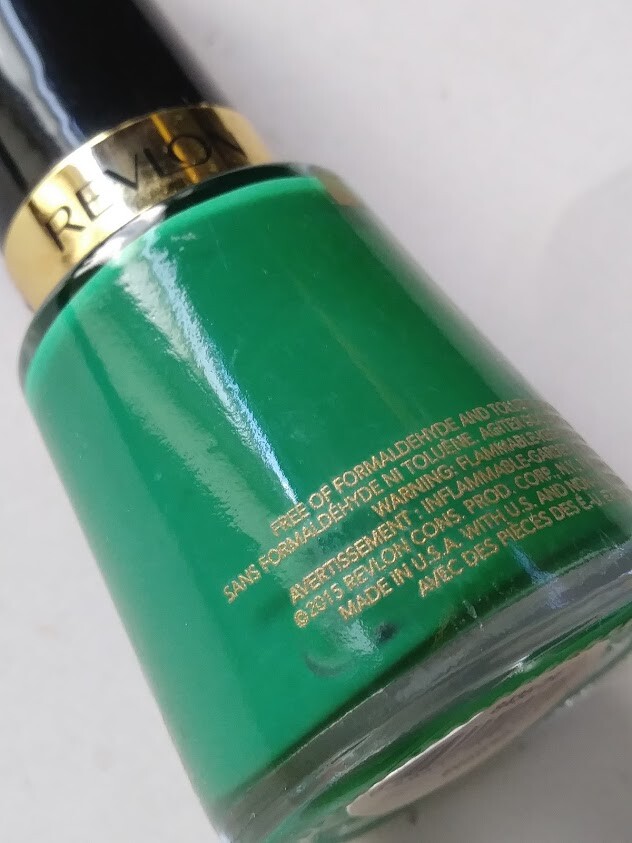 REVLON
FREE OF FORMALDEHYDE AND
SANS FORMALDÉHYDE NI TOLUÈNE. AGITER
WARNING: FLAMMABLE-
AVERTISSEMENT : INFLAMMABLE-
©2015 REVLON CONS. PROD. CORP., N.Y.
MADE IN U.S.A. WITH U.S. AND
AVEC DES PIÈCES DES É.-U.